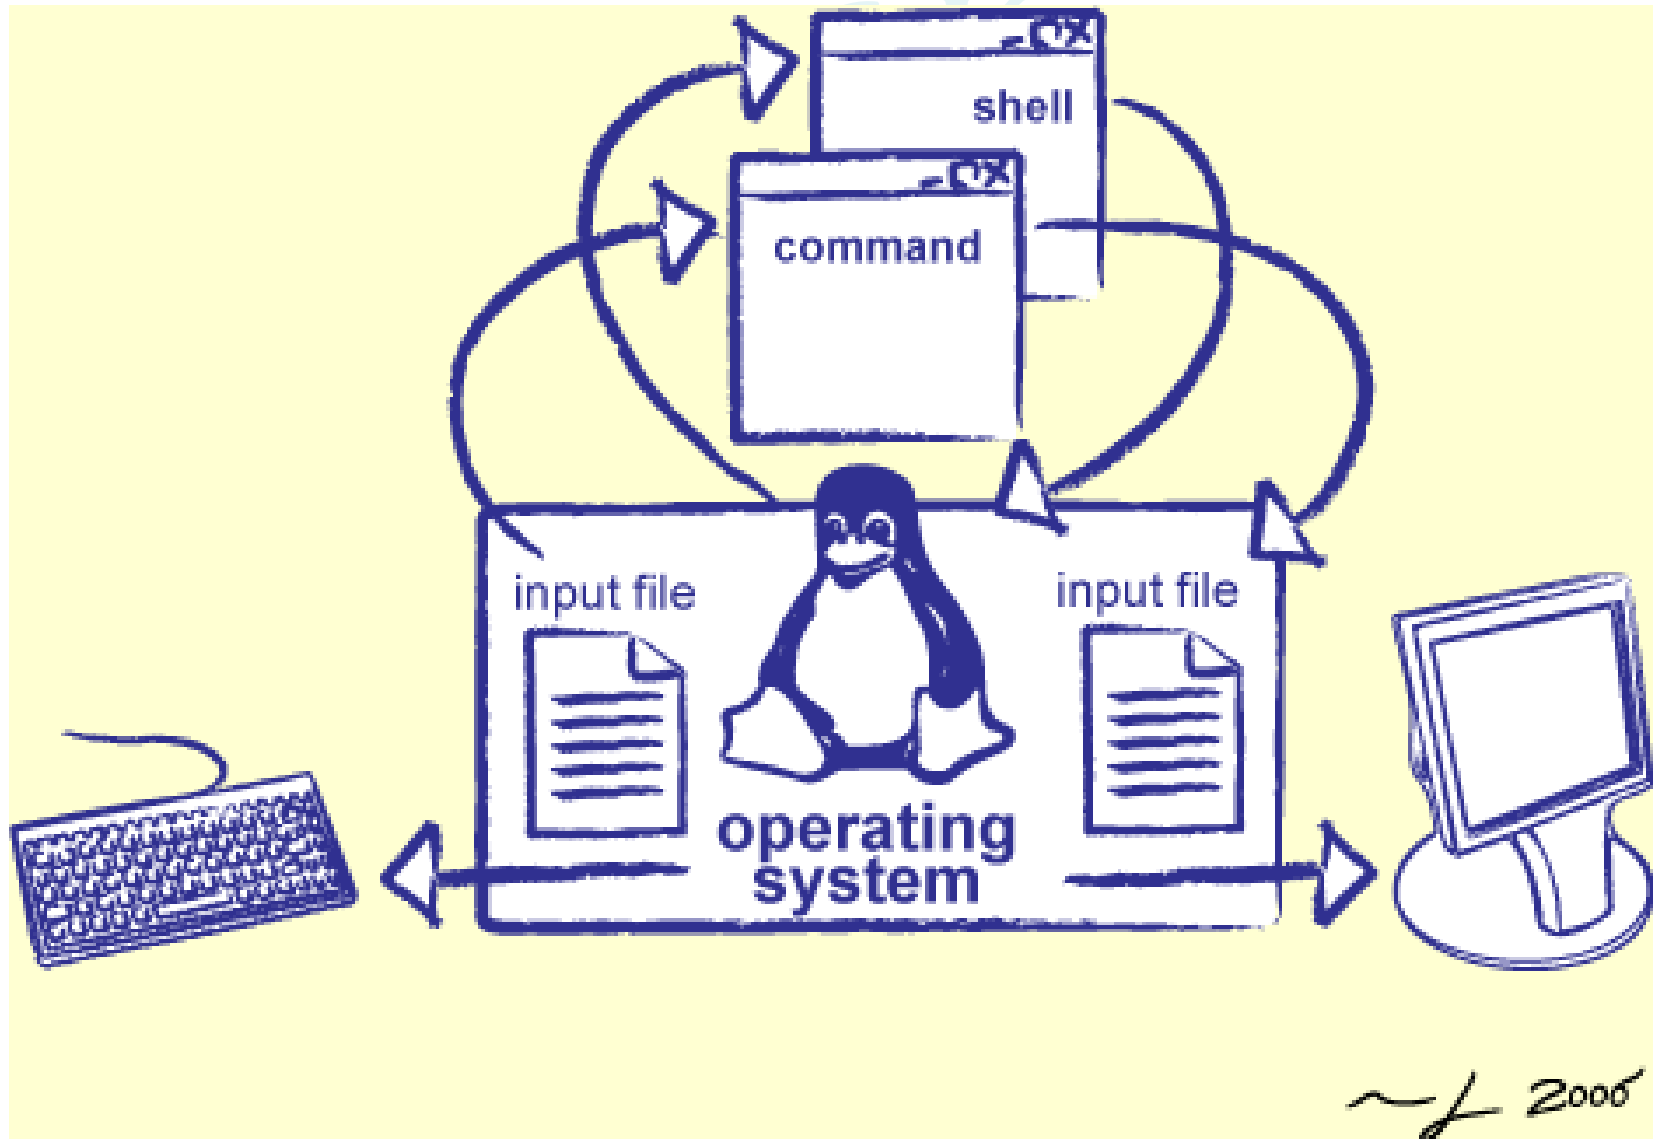 shell
command
input file
input file
operating
system
2006